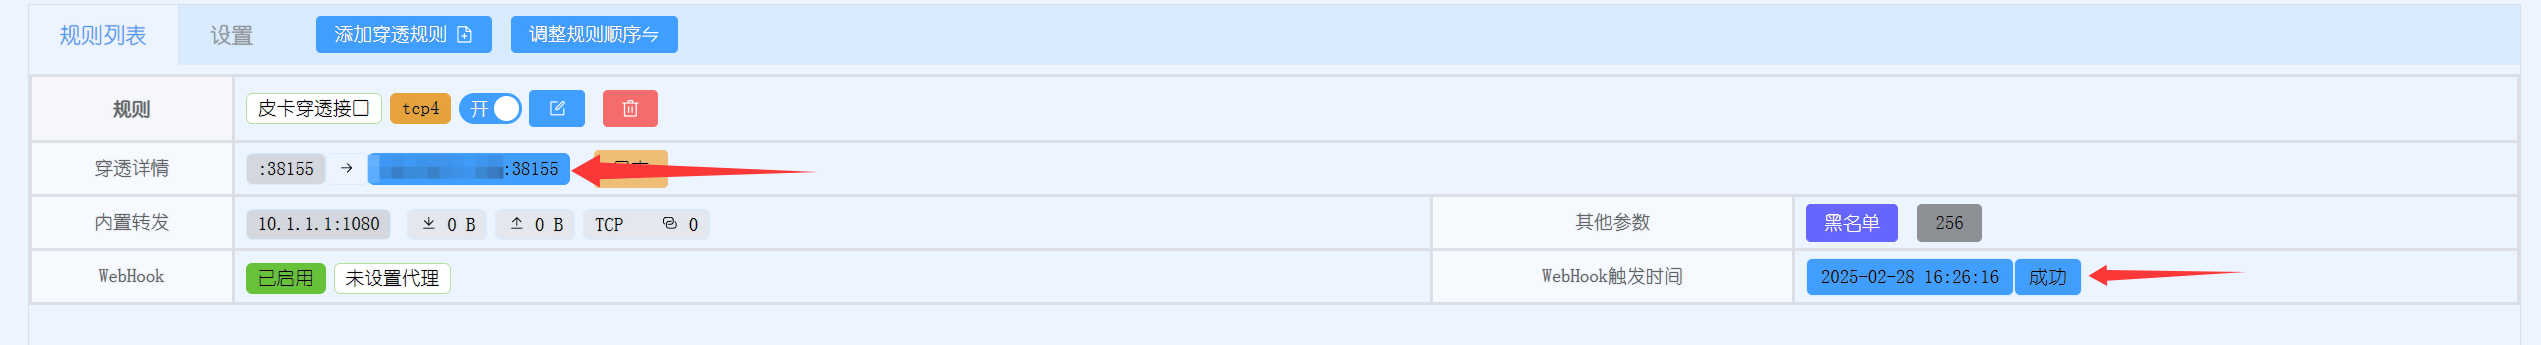 规则列表 设置 添加穿透规则 调整规则顺序
规则 皮卡穿透接口 tcp4 开
穿透详情 :38155 → :38155
内置转发 10.1.1.1:1080 0 B 0 B TCP 0 其他参数 黑名单 256
WebHook 已启用 未设置代理 WebHook触发时间 2025-02-28 16:26:16 成功